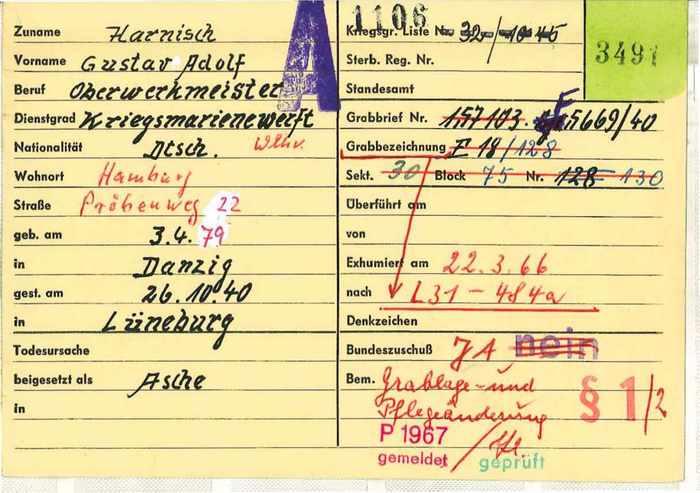 1106
A
3491
Zuname Harnisch
Vorname Gustav Adolf
Beruf Oberwerkmeister
Dienstgrad Kriegsmarinewerft
Nationalität Dtsch. Wlhv.
Wohnort Hamburg
Straße Pröbenweg 22
geb. am 3.4.79
in Danzig
gest. am 26.10.40
in Lüneburg
Todesursache
beigesetzt als Asche
in
Kriegsgr. Liste Nr. 32 /
Sterb. Reg. Nr.
Standesamt
Grabbrief Nr. 157103. F 5669/40
Grabbezeichnung E 18/128
Sekt. 30 Block 75 Nr. 128 130
Überführt am
von
Exhumiert am 22.3.66
nach L31 - 484a
Denkzeichen
Bundeszuschuß JA nein
Bem. Grablage- und
Pflegeänderung
§ 1/2
P 1967
gemeldet / geprüft